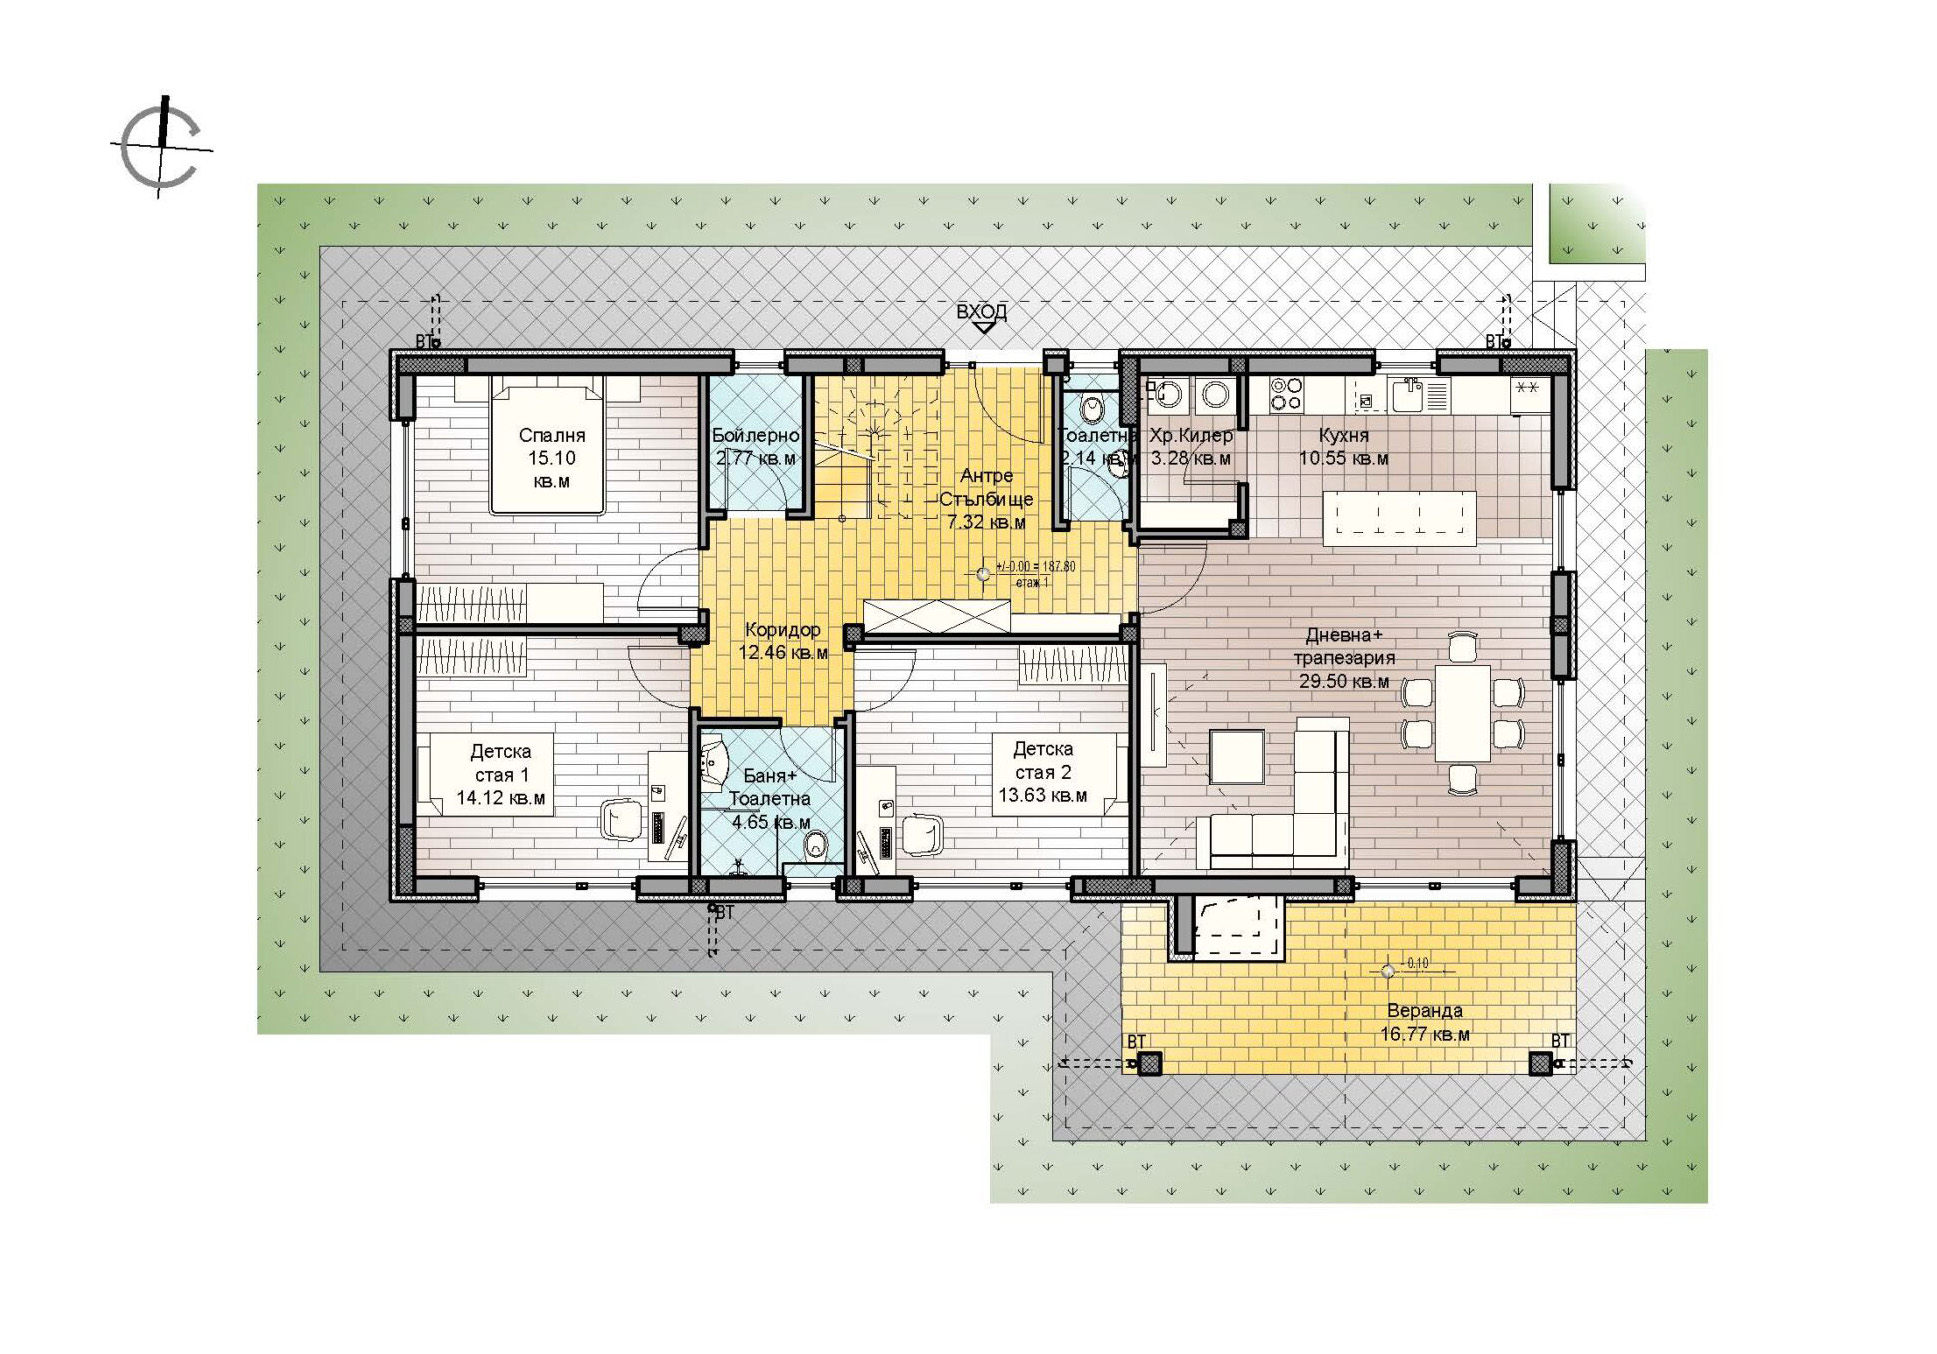 ВХОД
ВТ
ВТ
Спалня
15.10
кв.м
Бойлерно
2.77 кв.м
Антре
Стълбище
7.32 кв.м
Тоалетна
2.14 кв.м
Хр.Килер
3.28 кв.м
Кухня
10.55 кв.м
+/-0.00 = 187.80
етаж 1
Коридор
12.46 кв.м
Дневна+
трапезария
29.50 кв.м
Детска
стая 1
14.12 кв.м
Баня+
Тоалетна
4.65 кв.м
Детска
стая 2
13.63 кв.м
ВТ
- 0.10
Веранда
16.77 кв.м
ВТ
ВТ